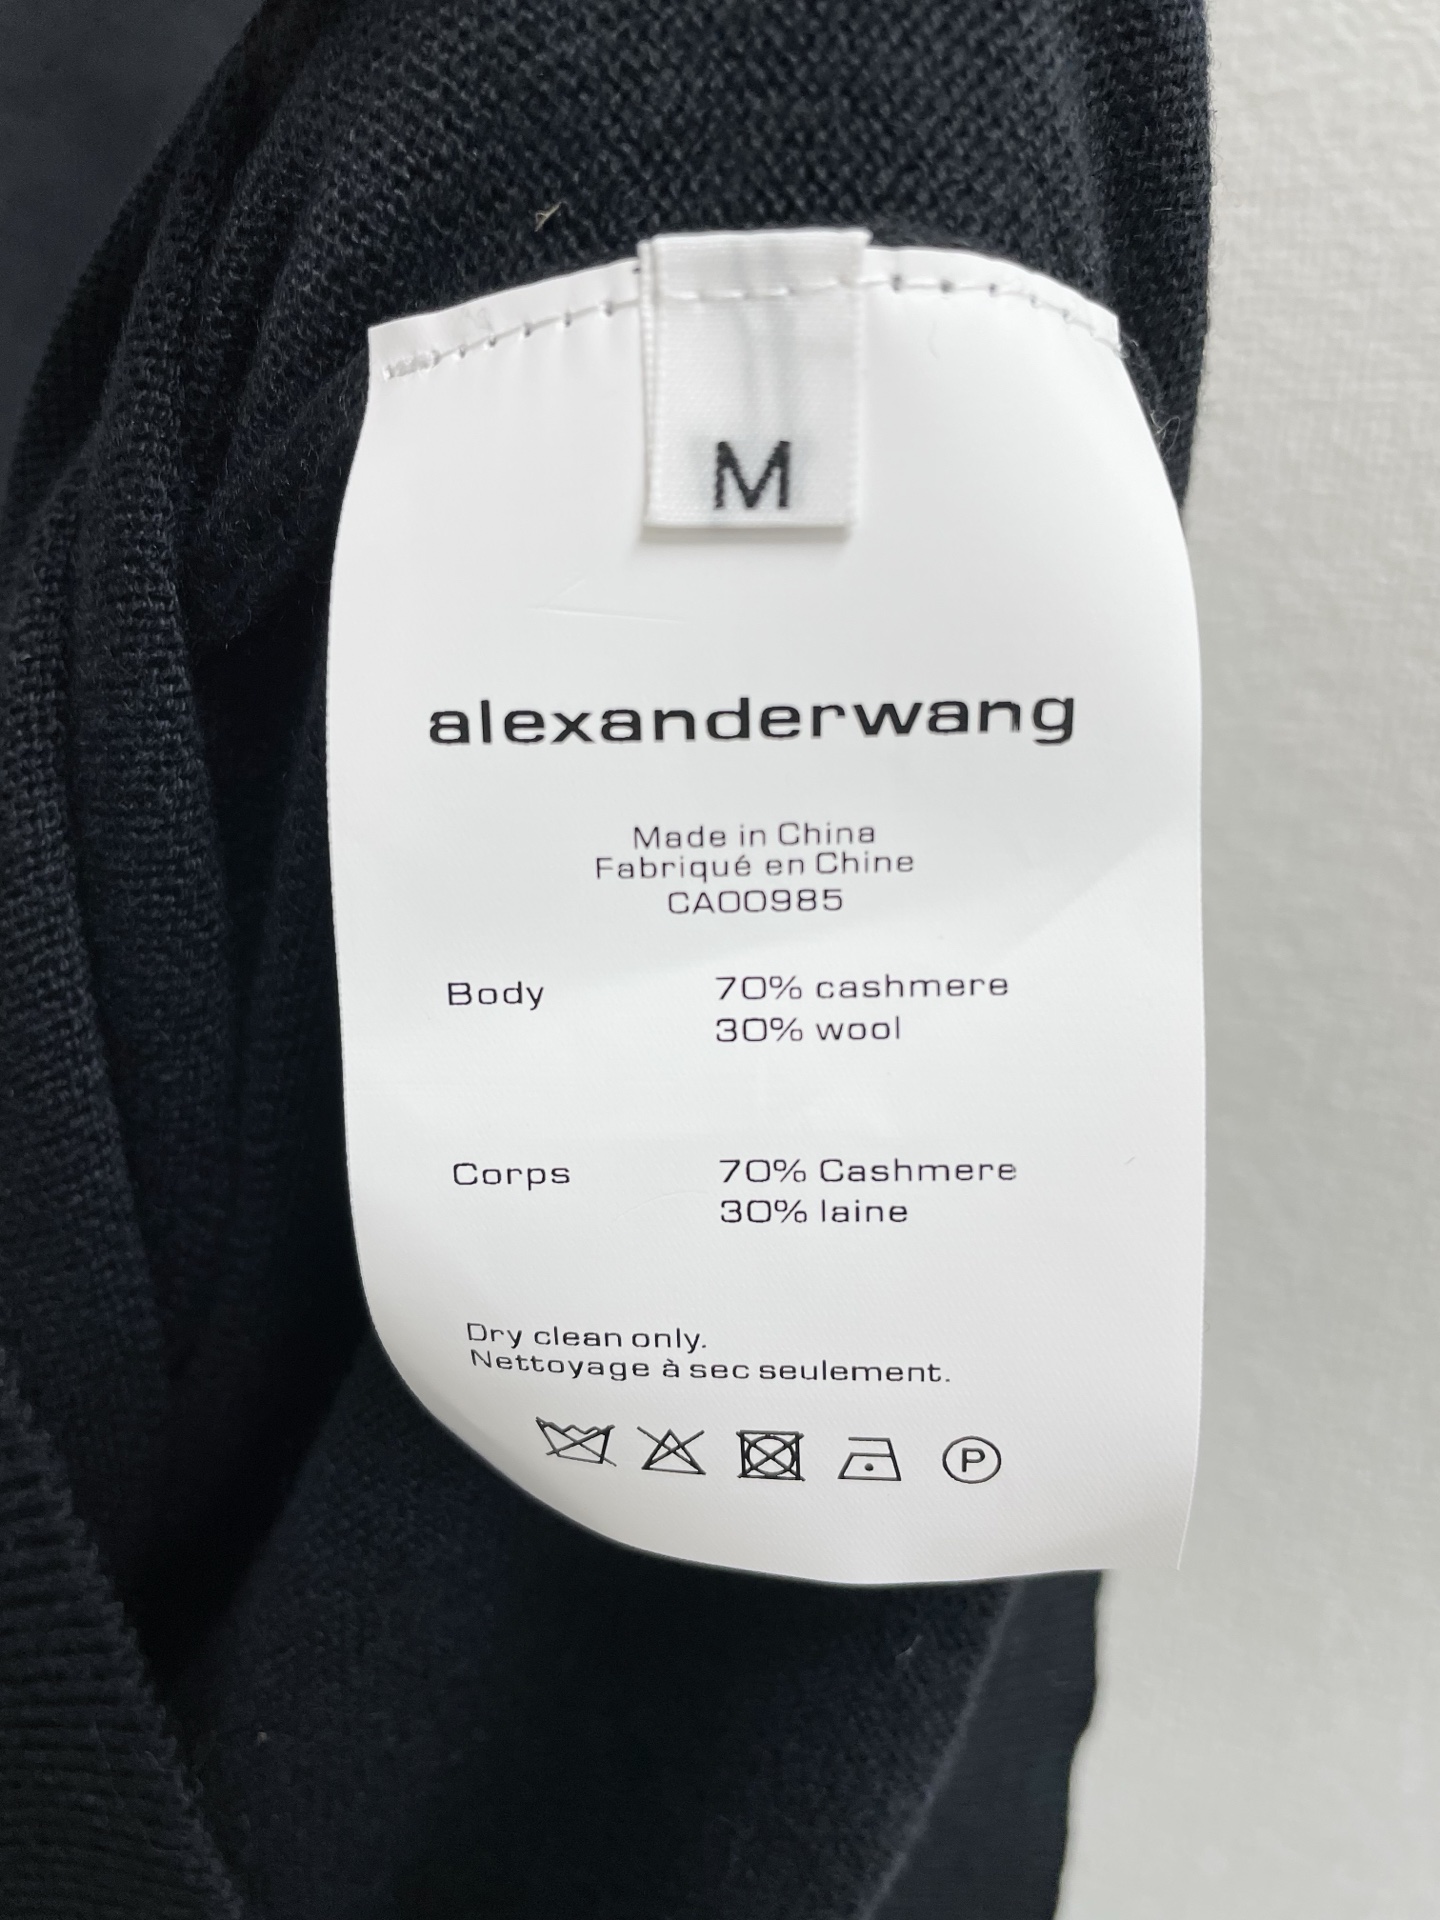 M
alexanderwang
Made in China
Fabriqué en Chine
CA00985
Body 70% cashmere
30% wool
Corps 70% Cashmere
30% laine
Dry clean only.
Nettoyage à sec seulement.
P